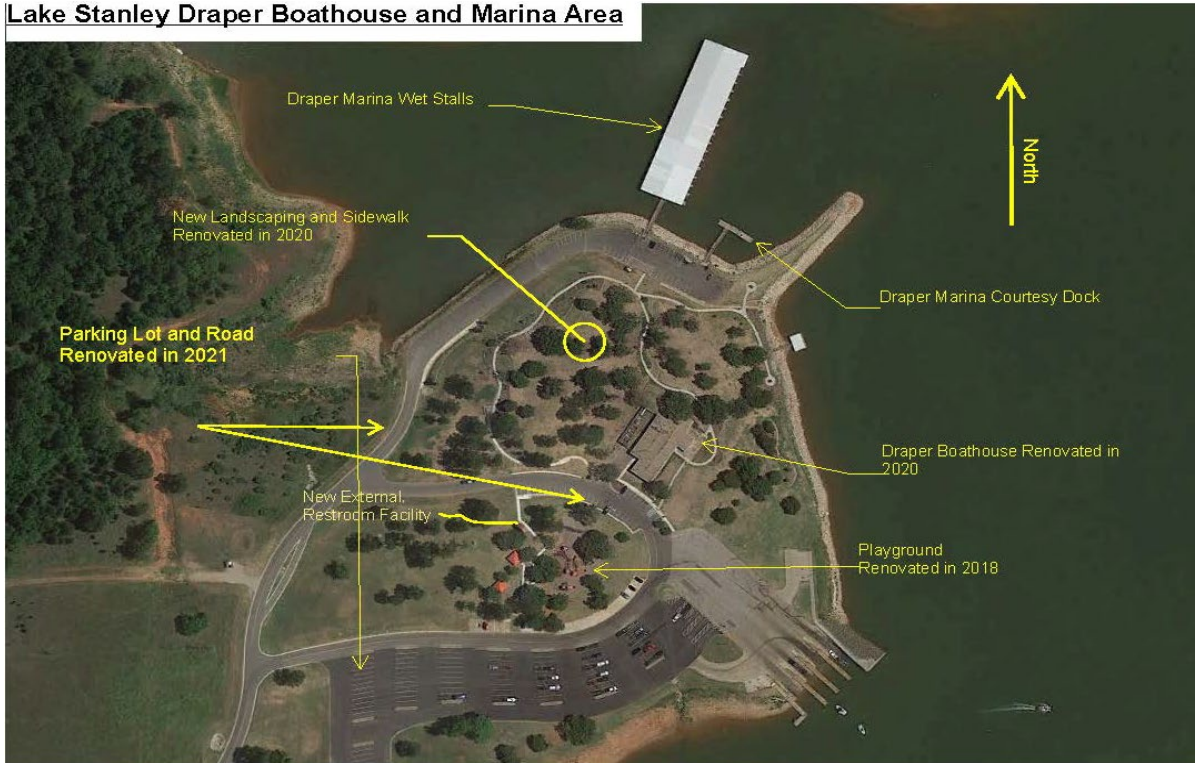 Lake Stanley Draper Boathouse and Marina Area
Draper Marina Wet Stalls
North
New Landscaping and Sidewalk
Renovated in 2020
Draper Marina Courtesy Dock
Parking Lot and Road
Renovated in 2021
Draper Boathouse Renovated in
2020
New External.
Restroom Facility
Playground
Renovated in 2018